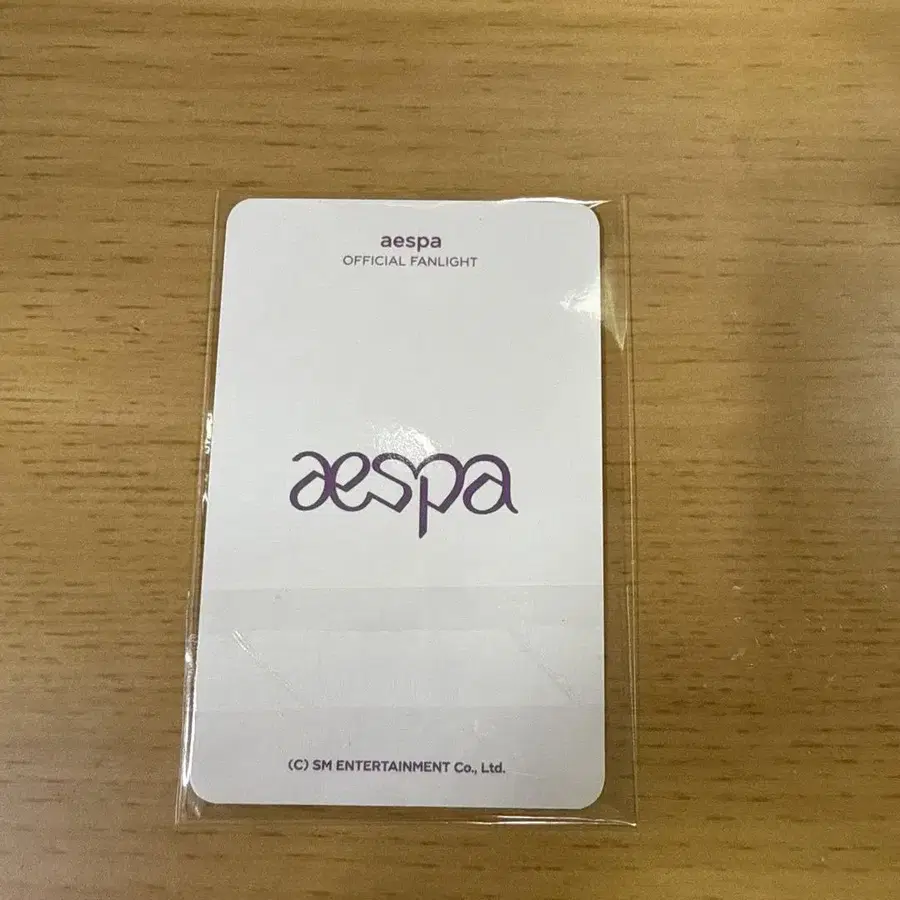 aespa
OFFICIAL FANLIGHT
aespa
(C) SM ENTERTAINMENT Co., Ltd.